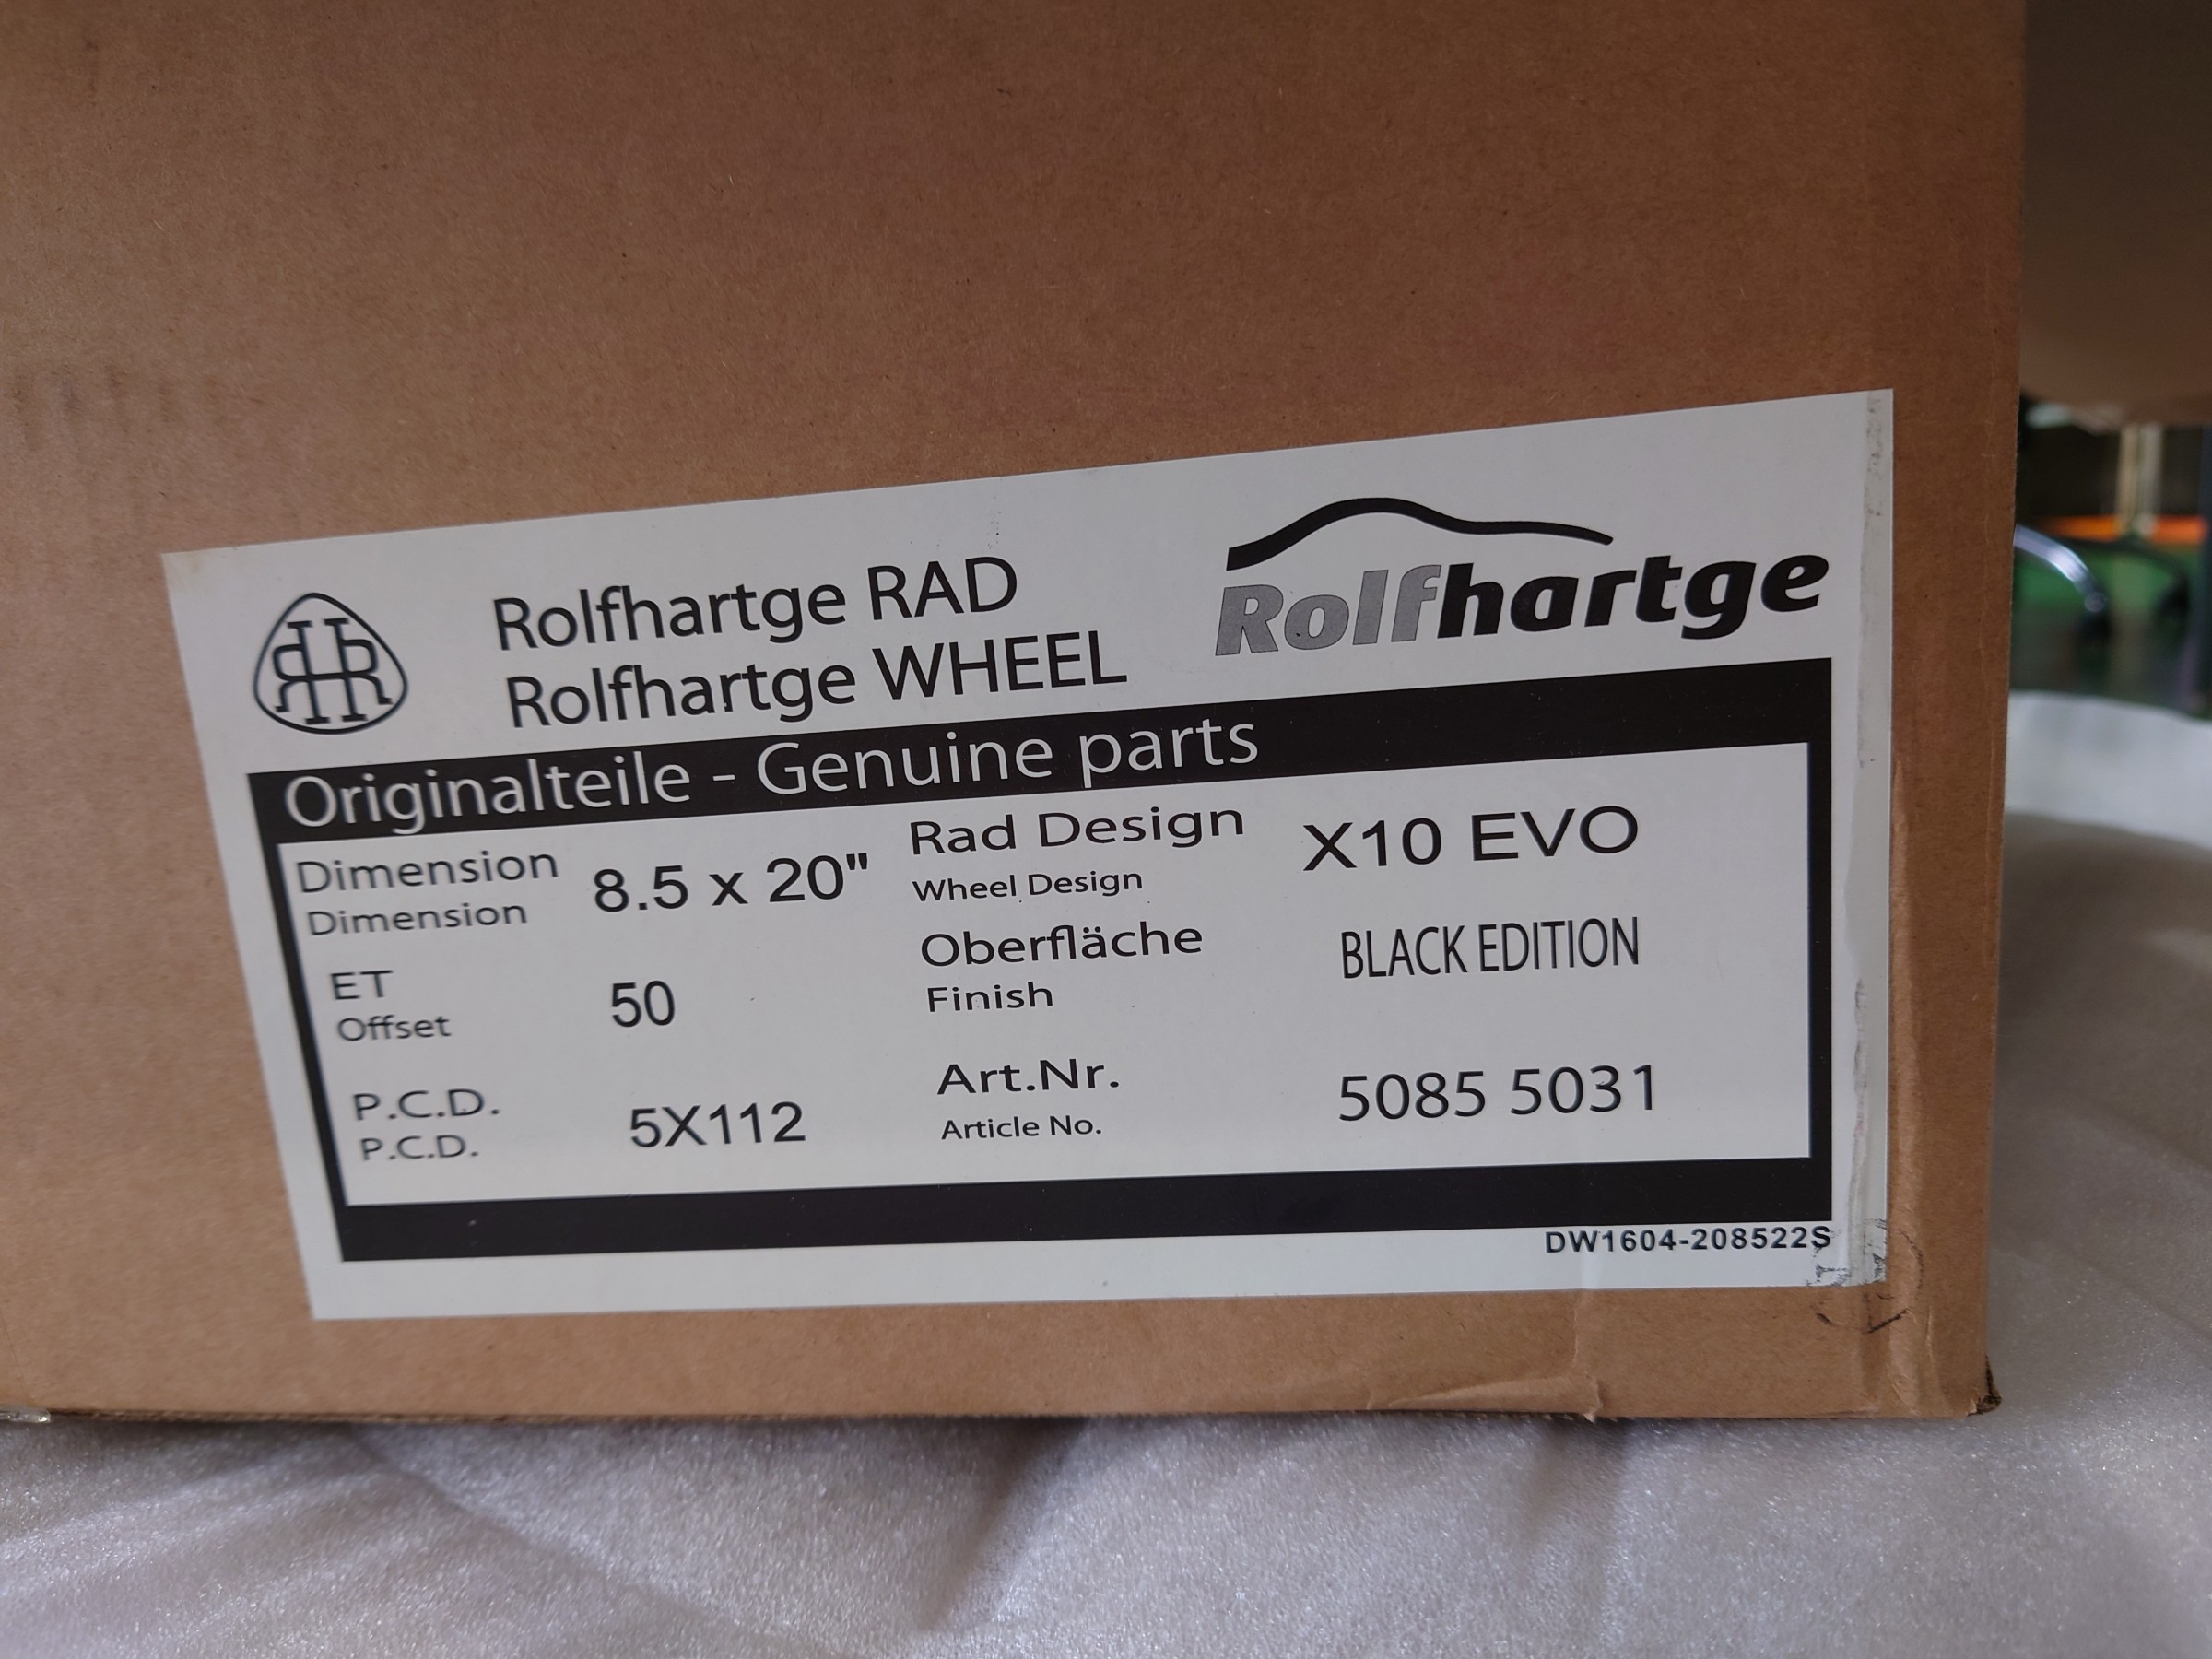 Rolfhartge RAD
Rolfhartge WHEEL
Rolfhartge
Originalteile - Genuine parts
Dimension
Dimension
8.5 x 20"
Rad Design
Wheel Design
X10 EVO
ET
Offset
50
Oberfläche
Finish
BLACK EDITION
P.C.D.
P.C.D.
5X112
Art.Nr.
Article No.
5085 5031
DW1604-208522S